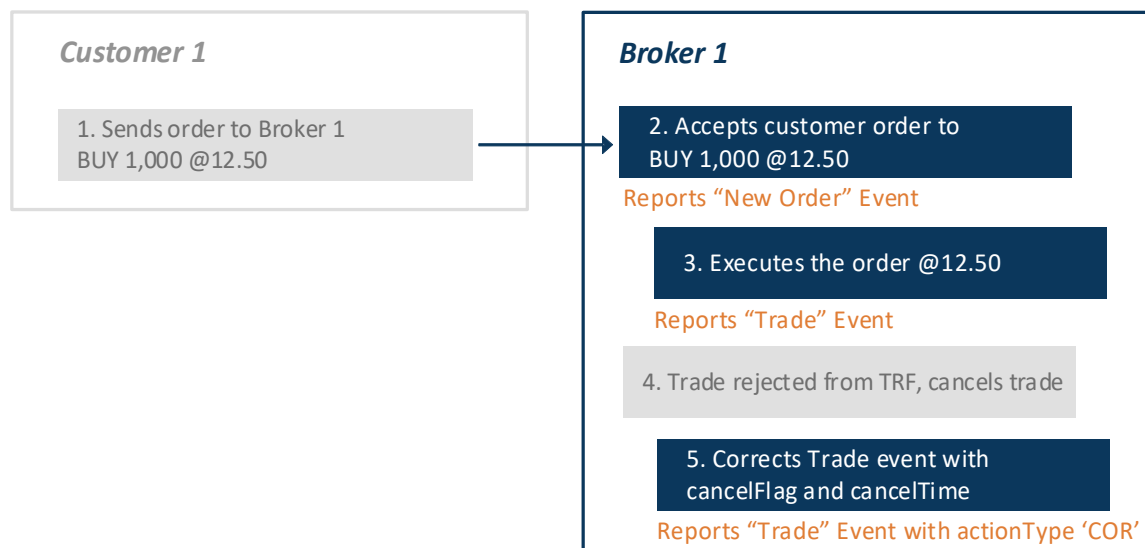 Customer 1
1. Sends order to Broker 1
BUY 1,000 @12.50
Broker 1
2. Accepts customer order to
BUY 1,000 @12.50
Reports “New Order” Event
3. Executes the order @12.50
Reports “Trade” Event
4. Trade rejected from TRF, cancels trade
5. Corrects Trade event with
cancelFlag and cancelTime
Reports “Trade” Event with actionType ‘COR’